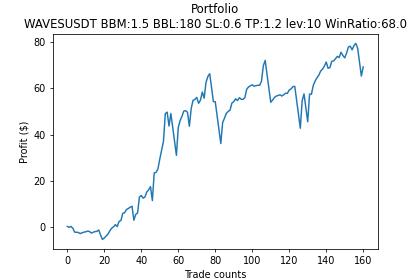 Portfolio
WAVESUSDT BBM:1.5 BBL:180 SL:0.6 TP:1.2 lev:10 WinRatio:68.0
80
60
40
20
0
Profit ($)
0 20 40 60 80 100 120 140 160
Trade counts